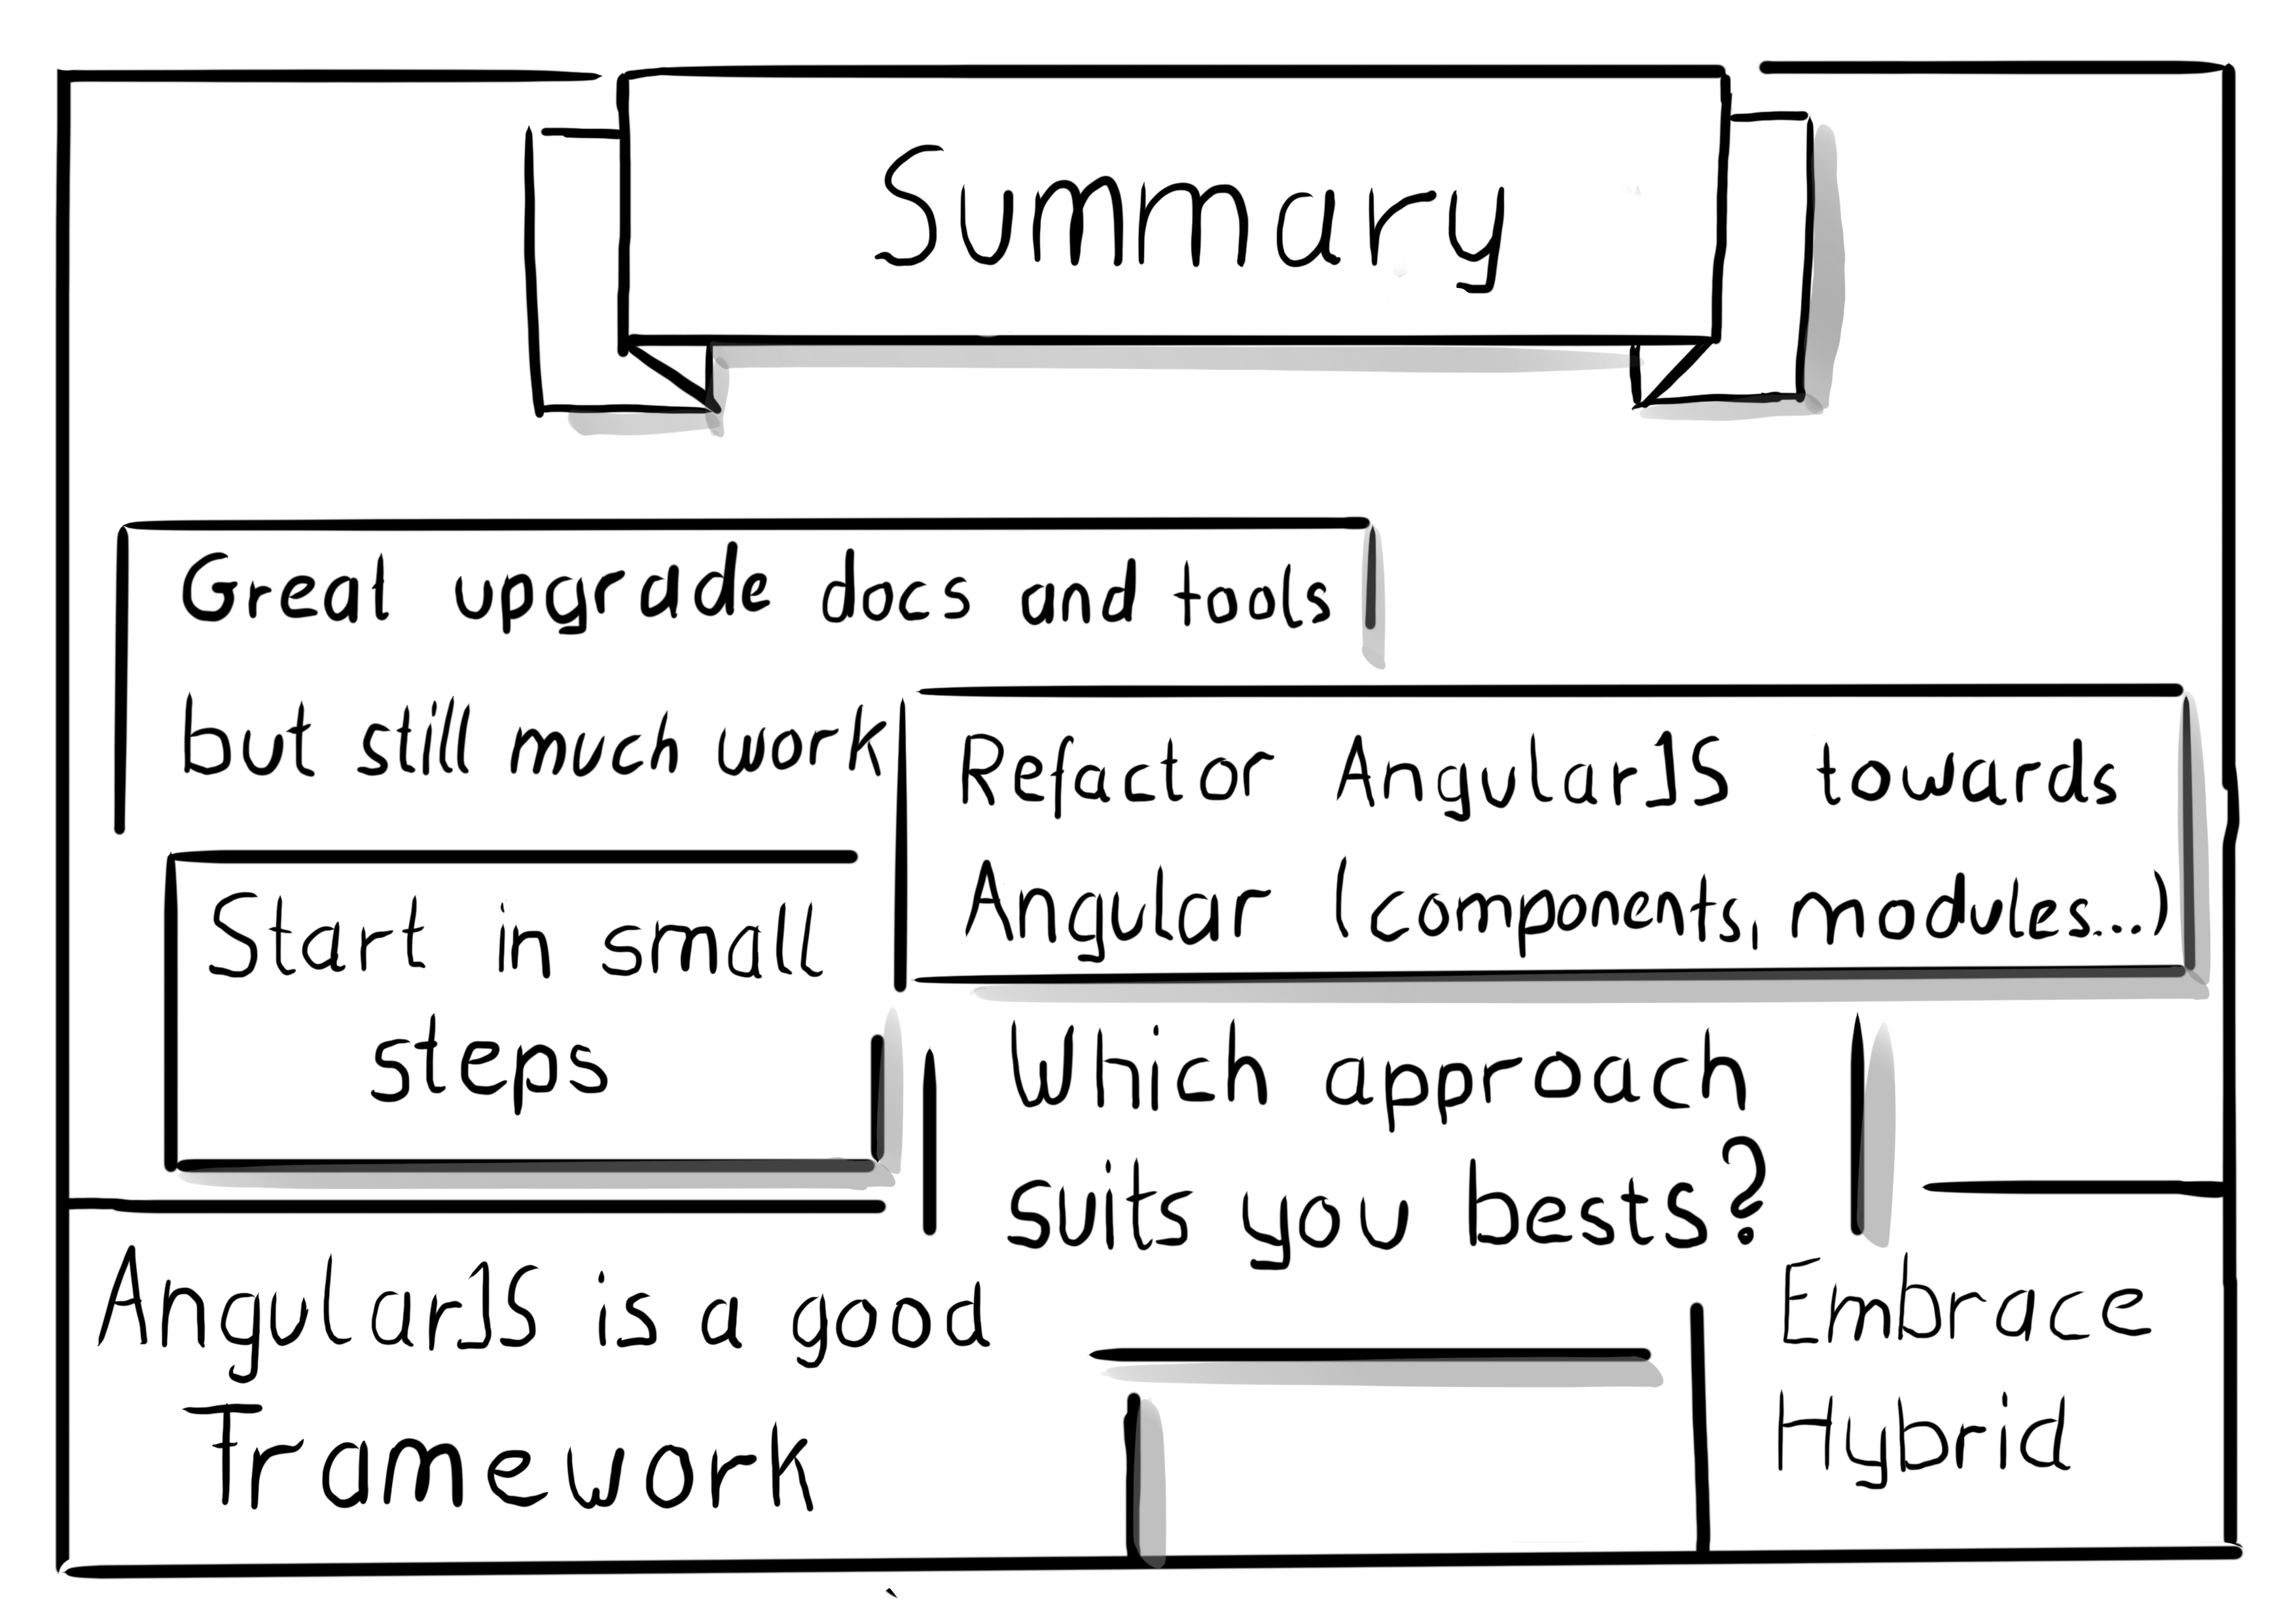 Summary
Great upgrade docs and tools
but still much work
Refactor AngularJS towards
Angular (components, modules...)
Start in small
steps
Which approach
suits you bests?
AngularJS is a good
Framework
Embrace
Hybrid